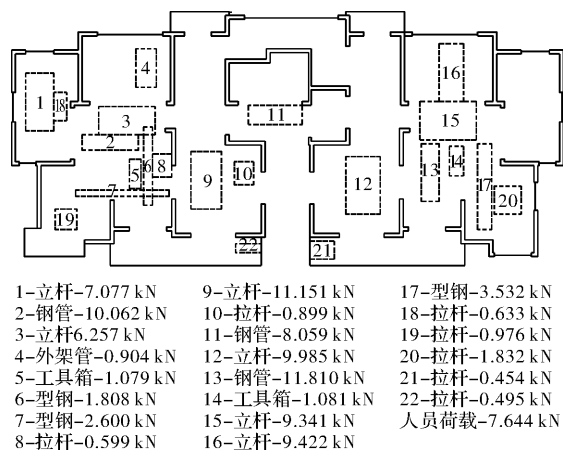 4
16
1
18
3
11
15
2
6
13
14
17
5
8
9
10
12
7
20
19
22
21
1-立杆-7.077 kN
2-钢管-10.062 kN
3-立杆6.257 kN
4-外架管-0.904 kN
5-工具箱-1.079 kN
6-型钢-1.808 kN
7-型钢-2.600 kN
8-拉杆-0.599 kN
9-立杆-11.151 kN
10-拉杆-0.899 kN
11-钢管-8.059 kN
12-立杆-9.985 kN
13-钢管-11.810 kN
14-工具箱-1.081 kN
15-立杆-9.341 kN
16-立杆-9.422 kN
17-型钢-3.532 kN
18-拉杆-0.633 kN
19-拉杆-0.976 kN
20-拉杆-1.832 kN
21-拉杆-0.454 kN
22-拉杆-0.495 kN
人员荷载-7.644 kN